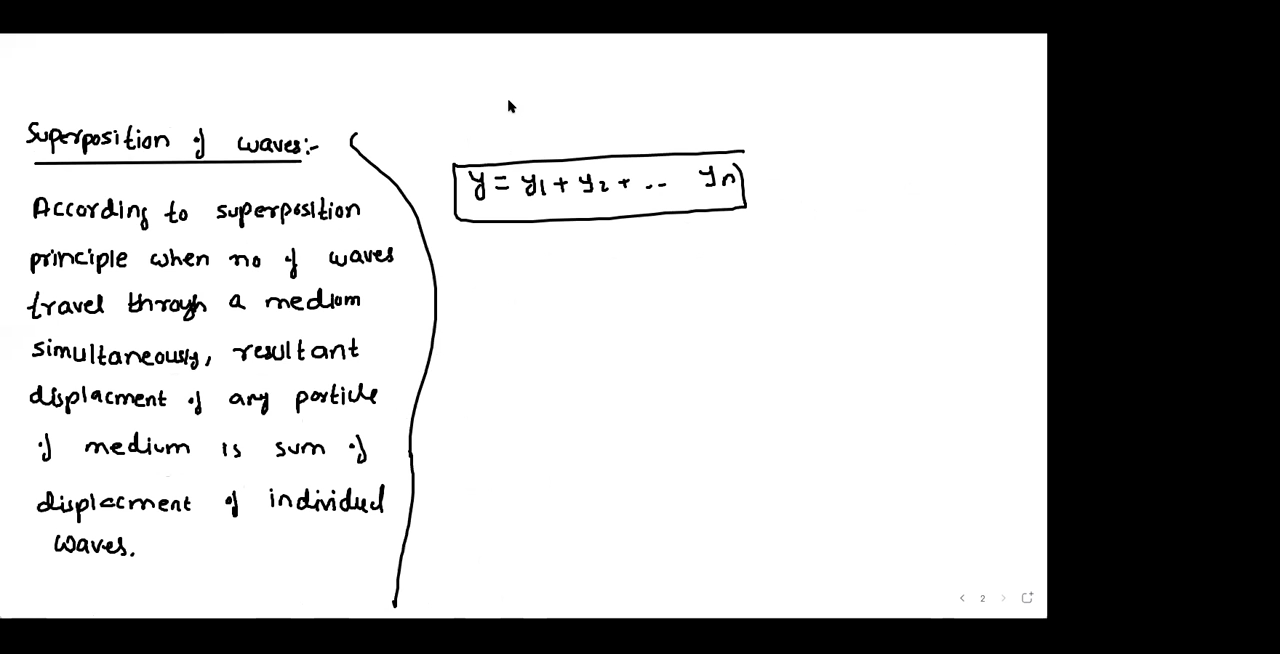 Superposition of waves:-
According to superposition
principle when no of waves
travel through a medium
simultaneously, resultant
displacment of any particle
of medium is sum of
displacment of individual
waves.
y = y1 + y2 + .. yn
< 2 >